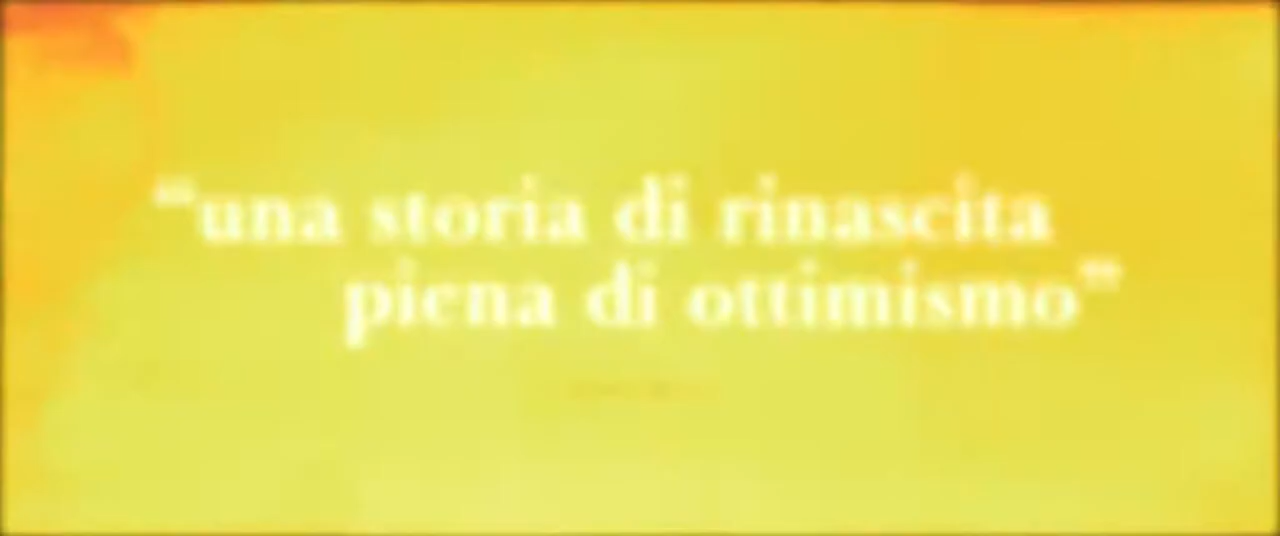 “una storia di rinascita
piena di ottimismo”